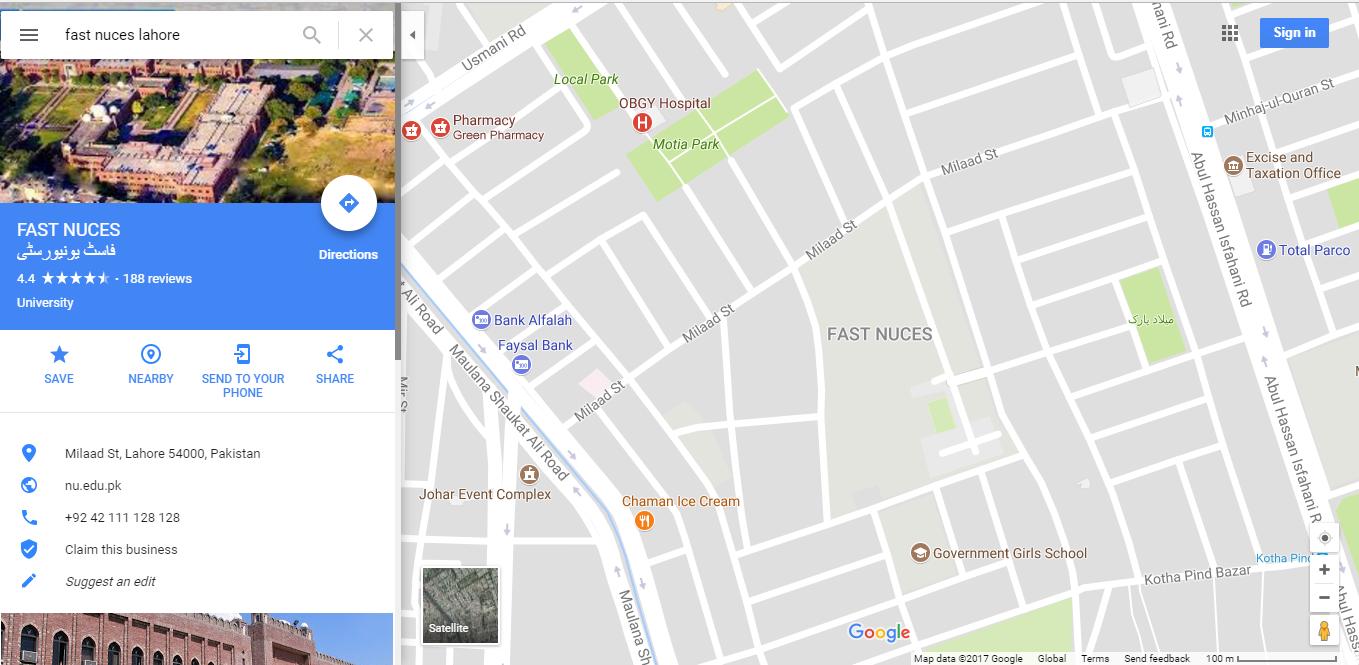 fast nuces lahore
FAST NUCES
فاسٹ یونیورسٹی
Directions
4.4 ★★★★★ · 188 reviews
University
SAVE
NEARBY
SEND TO YOUR
PHONE
SHARE
Milaad St, Lahore 54000, Pakistan
nu.edu.pk
+92 42 111 128 128
Claim this business
Suggest an edit
Usmani Rd
Local Park
OBGY Hospital
Pharmacy
Green Pharmacy
Motia Park
Milaad St
Milaad St
Milaad St
Milaad St
Sign in
Minhaj-ul-Quran St
Excise and
Taxation Office
Abul Hassan Isfahani Rd
Total Parco
میلاد پارک
FAST NUCES
Bank Alfalah
Faysal Bank
Maulana Shaukat Ali Road
t Ali Road
Mir St
Johar Event Complex
Chaman Ice Cream
Government Girls School
Abul Hassan Isfahani R
Kotha Pind
Kotha Pind Bazar
Maulana Sh
Abul Hass
Satellite
Google
Map data ©2017 Google Global Terms Send feedback 100 m